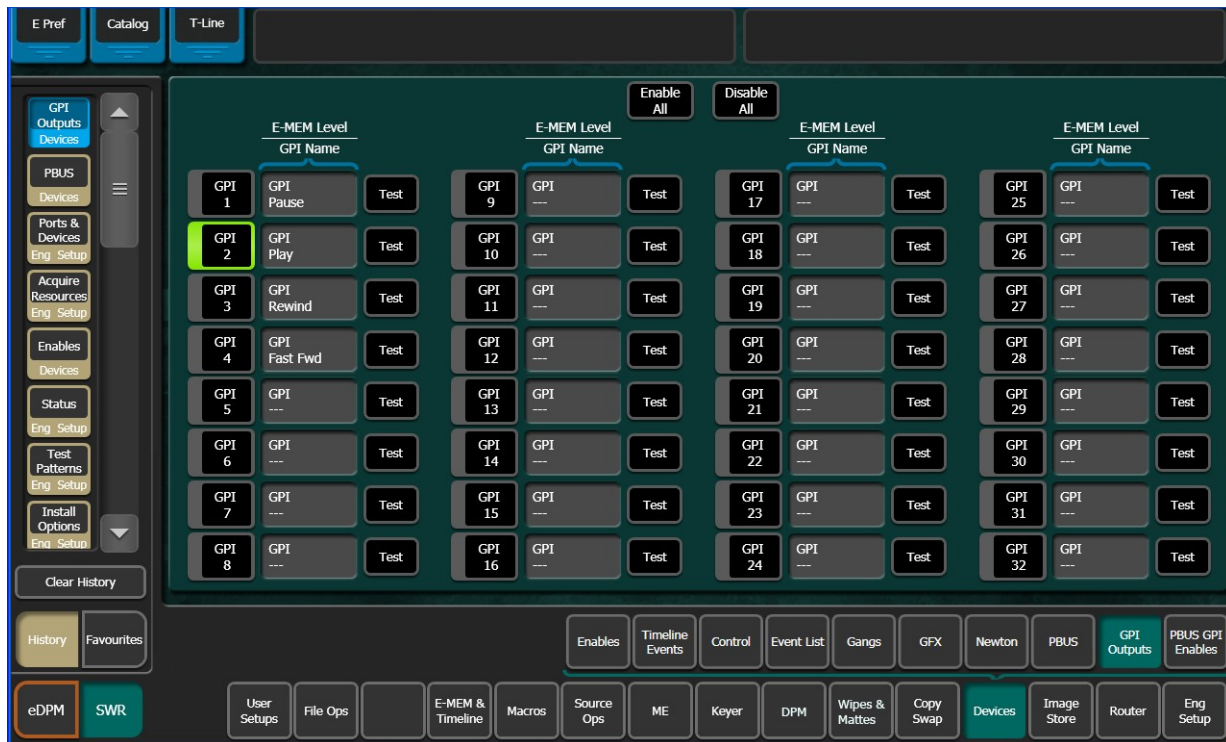 E Pref
Catalog
T-Line
GPI
Outputs
Devices
PBUS
Devices
Ports &
Devices
Eng Setup
Acquire
Resources
Eng Setup
Enables
Devices
Status
Eng Setup
Test
Patterns
Eng Setup
Install
Options
Eng Setup
Clear History
History
Favourites
eDPM
SWR
Enable
All
Disable
All
E-MEM Level
GPI Name
GPI
1
GPI
Pause
Test
GPI
2
GPI
Play
Test
GPI
3
GPI
Rewind
Test
GPI
4
GPI
Fast Fwd
Test
GPI
5
GPI
---
Test
GPI
6
GPI
---
Test
GPI
7
GPI
---
Test
GPI
8
GPI
---
Test
E-MEM Level
GPI Name
GPI
9
GPI
---
Test
GPI
10
GPI
---
Test
GPI
11
GPI
---
Test
GPI
12
GPI
---
Test
GPI
13
GPI
---
Test
GPI
14
GPI
---
Test
GPI
15
GPI
---
Test
GPI
16
GPI
---
Test
E-MEM Level
GPI Name
GPI
17
GPI
---
Test
GPI
18
GPI
---
Test
GPI
19
GPI
---
Test
GPI
20
GPI
---
Test
GPI
21
GPI
---
Test
GPI
22
GPI
---
Test
GPI
23
GPI
---
Test
GPI
24
GPI
---
Test
E-MEM Level
GPI Name
GPI
25
GPI
---
Test
GPI
26
GPI
---
Test
GPI
27
GPI
---
Test
GPI
28
GPI
---
Test
GPI
29
GPI
---
Test
GPI
30
GPI
---
Test
GPI
31
GPI
---
Test
GPI
32
GPI
---
Test
Enables
Timeline
Events
Control
Event List
Gangs
GFX
Newton
PBUS
GPI
Outputs
PBUS GPI
Enables
User
Setups
File Ops
E-MEM &
Timeline
Macros
Source
Ops
ME
Keyer
DPM
Wipes &
Mattes
Copy
Swap
Devices
Image
Store
Router
Eng
Setup